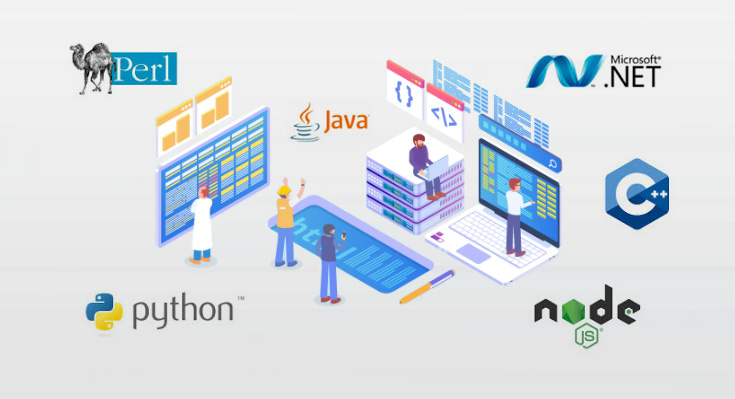 Perl
Microsoft®
.NET
Java
{ }
</>
C++
html
python™
node
JS